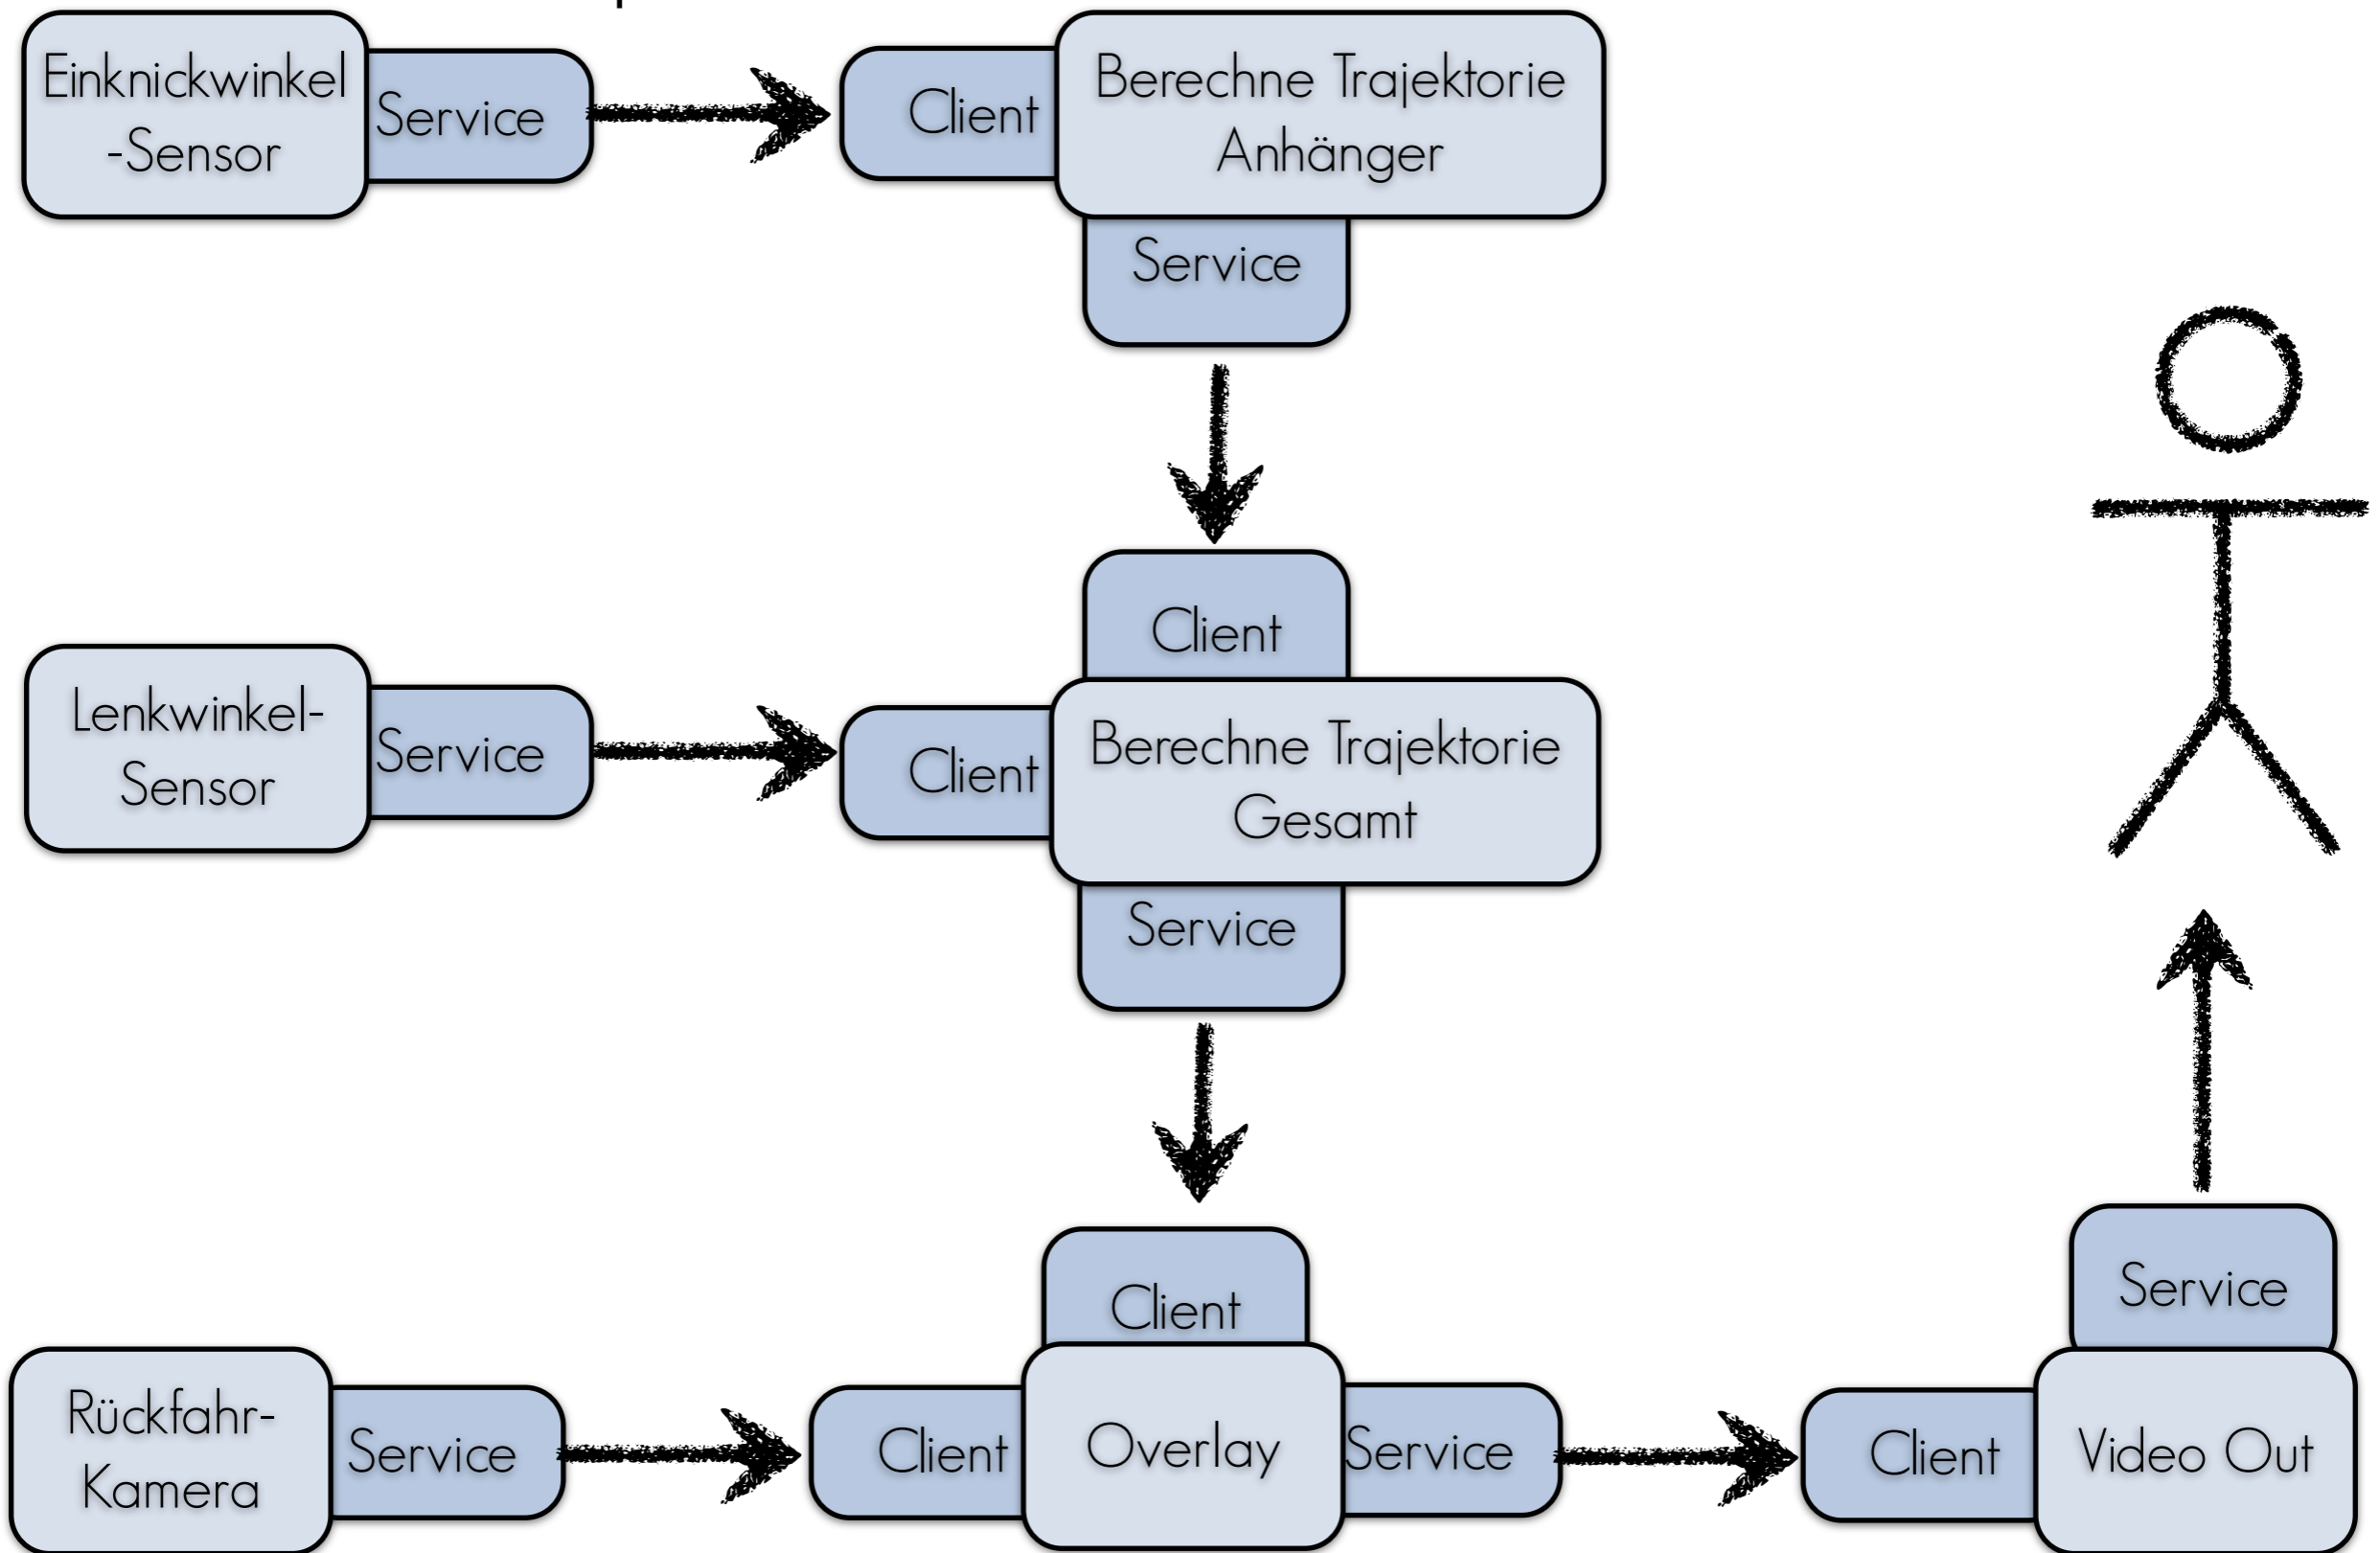 Einknickwinkel
-Sensor
Service
Client
Berechne Trajektorie
Anhänger
Service
Client
Lenkwinkel-
Sensor
Service
Client
Berechne Trajektorie
Gesamt
Service
Client
Rückfahr-
Kamera
Service
Client
Overlay
Service
Client
Video Out
Service